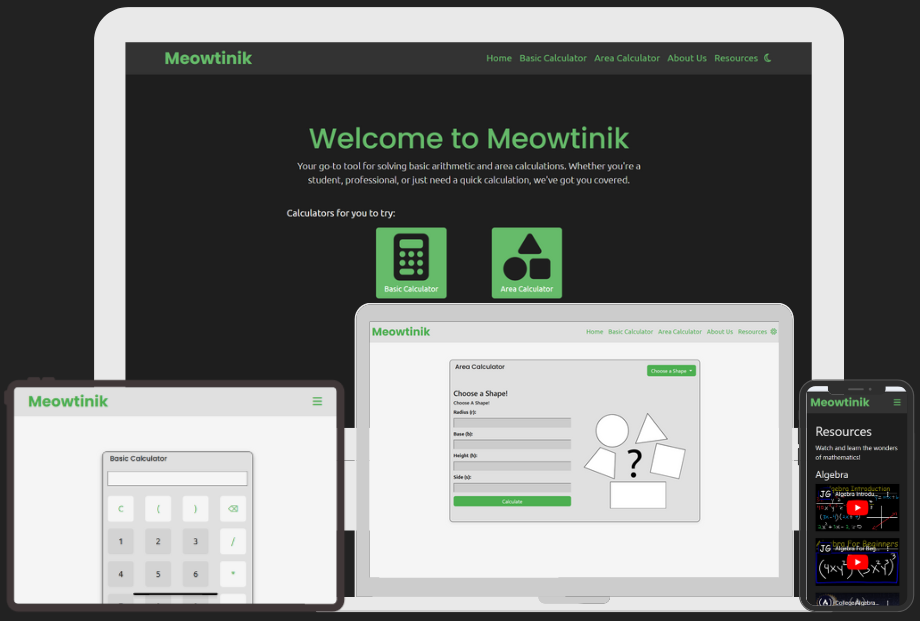 Meowtinik
Home Basic Calculator Area Calculator About Us Resources
Welcome to Meowtinik
Your go-to tool for solving basic arithmetic and area calculations. Whether you're a
student, professional, or just need a quick calculation, we've got you covered.
Calculators for you to try:
Basic Calculator
Area Calculator
Meowtinik
Home Basic Calculator Area Calculator About Us Resources
Area Calculator
Choose a Shape
Choose a Shape!
Choose A Shape!
Radius (r):
Base (b):
Height (h):
Side (s):
Calculate
?
Meowtinik
Basic Calculator
C ( )
1 2 3 /
4 5 6 *
Meowtinik
Resources
Watch and learn the wonders
of mathematics!
Algebra
Algebra Introduction
JG Algebra Introdu...
Algebra For Beginners
JG Algebra For Beg...
College Algebra...